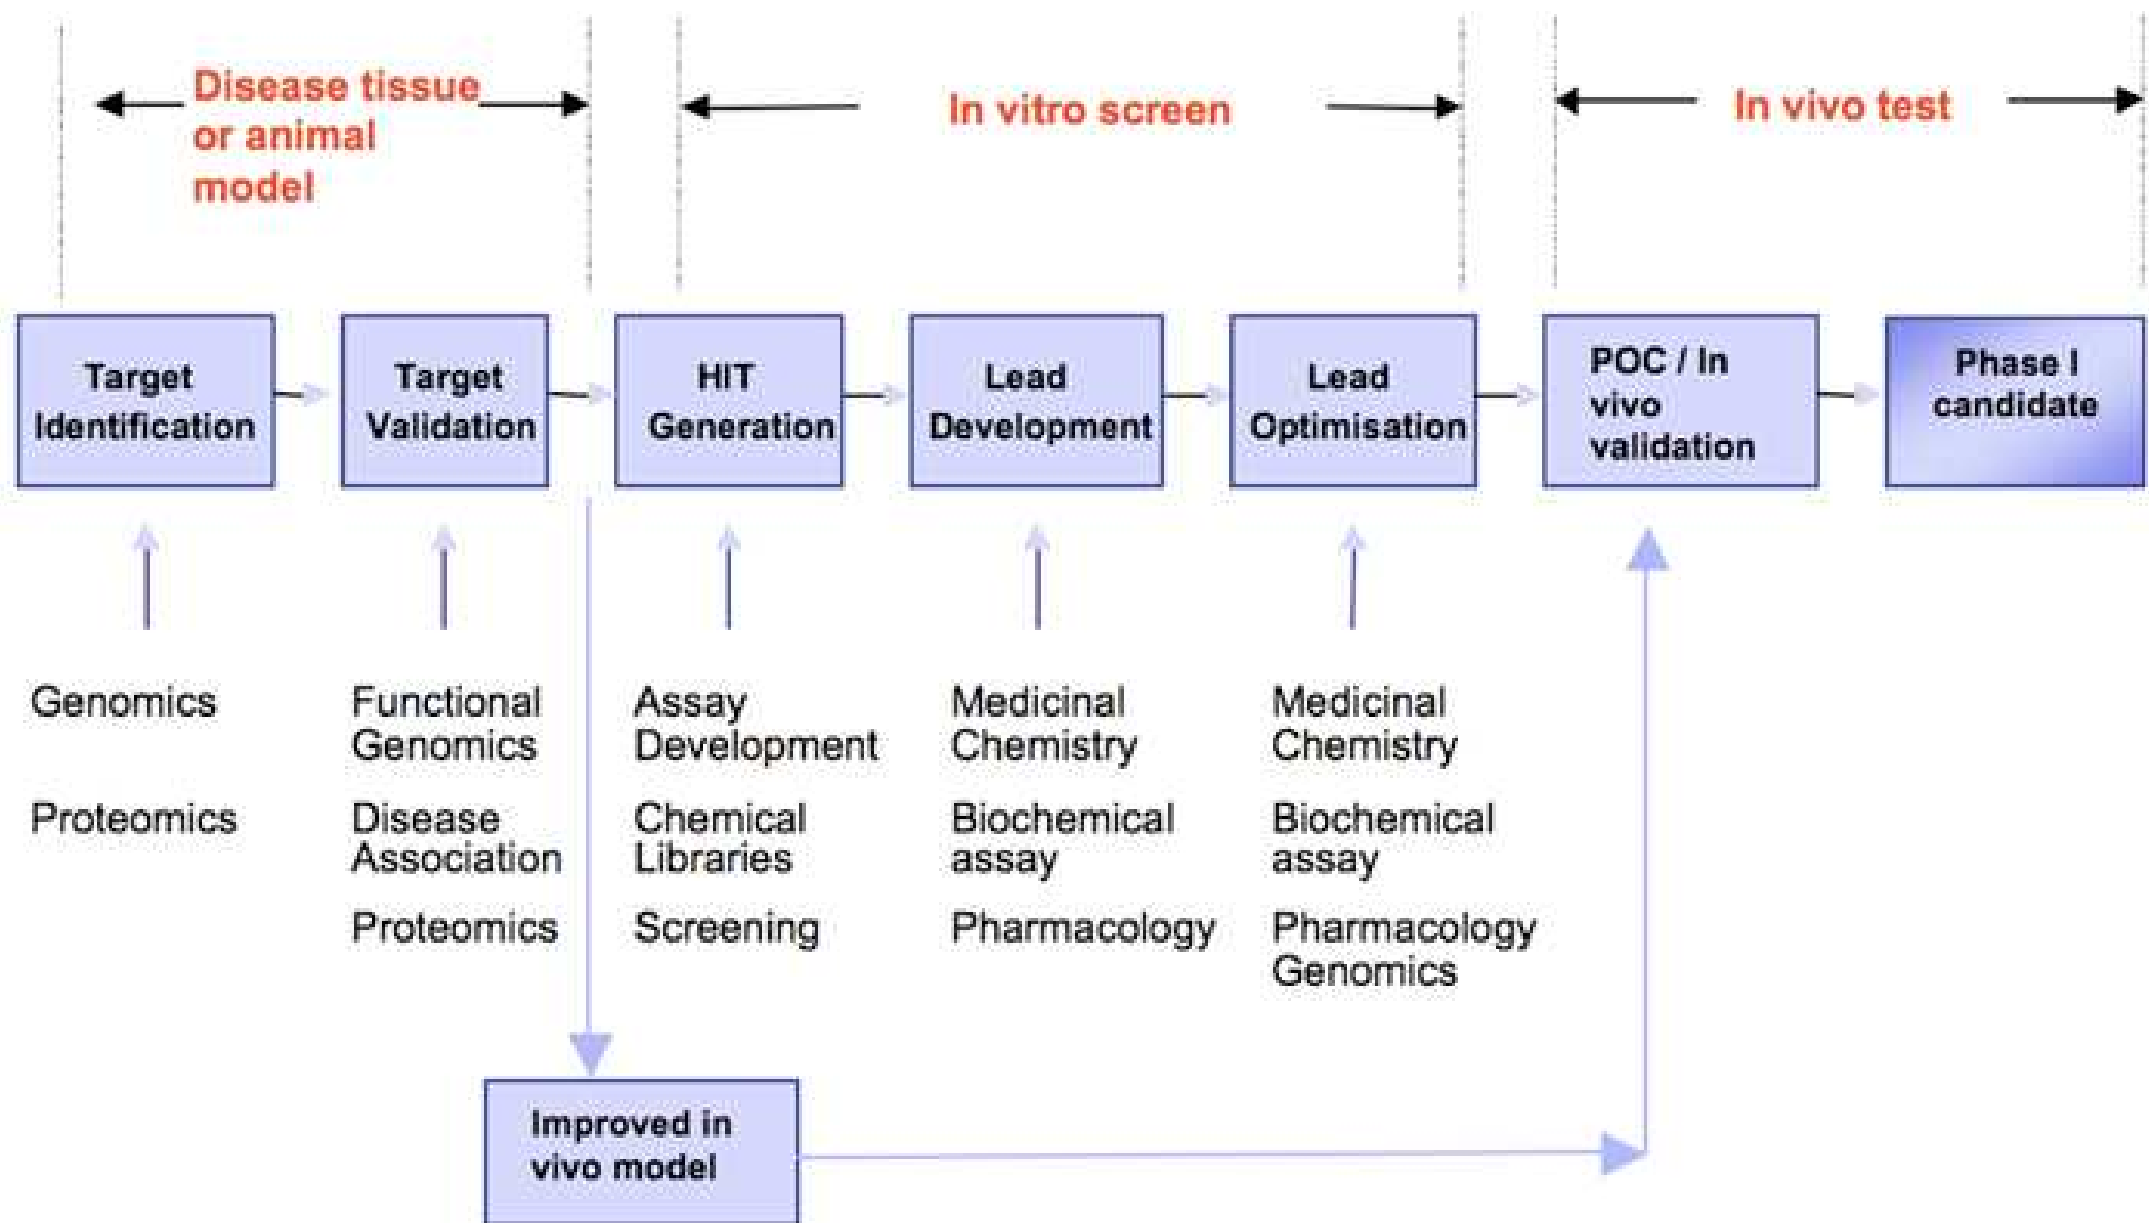 Disease tissue
or animal
model
In vitro screen
In vivo test
Target
Identification
Target
Validation
HIT
Generation
Lead
Development
Lead
Optimisation
POC / In
vivo
validation
Phase I
candidate
Genomics
Proteomics
Functional
Genomics
Disease
Association
Proteomics
Assay
Development
Chemical
Libraries
Screening
Medicinal
Chemistry
Biochemical
assay
Pharmacology
Medicinal
Chemistry
Biochemical
assay
Pharmacology
Genomics
Improved in
vivo model